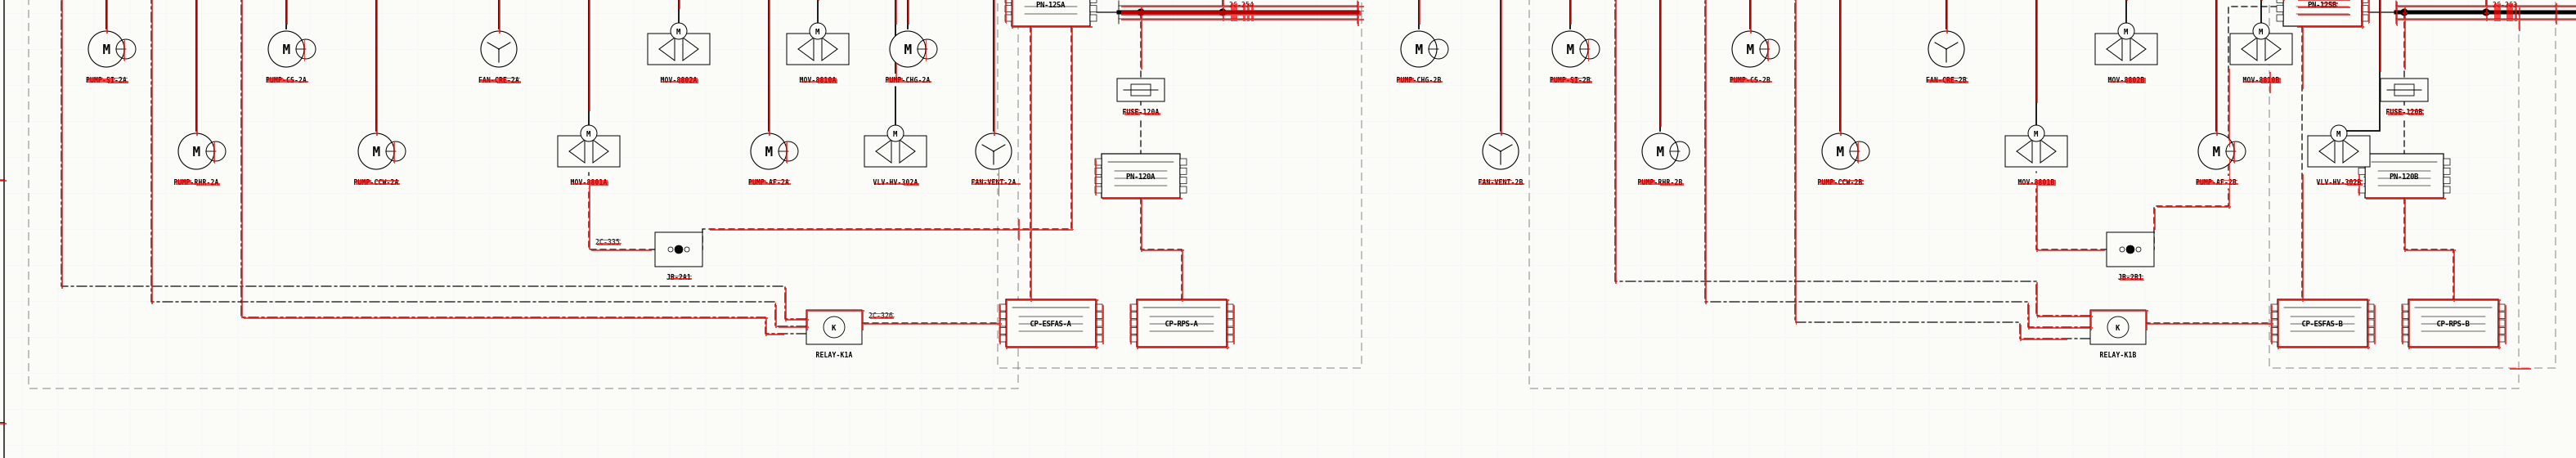 PN-125A
PN-125B
M M M M M M
PUMP-SI-2A PUMP-CS-2A FAN-CRE-2A MOV-8802A MOV-8810A PUMP-CHG-2A FUSE-120A PUMP-CHG-2B PUMP-SI-2B PUMP-CS-2B FAN-CRE-2B MOV-8802B MOV-8810B FUSE-120B
PUMP-RHR-2A PUMP-CCW-2A MOV-8801A PUMP-AF-2A VLV-HV-302A FAN-VENT-2A PN-120A FAN-VENT-2B PUMP-RHR-2B PUMP-CCW-2B MOV-8801B PUMP-AF-2B VLV-HV-302B PN-120B
2C-335
JB-2A1 JB-2B1
2C-326
K CP-ESFAS-A CP-RPS-A K CP-ESFAS-B CP-RPS-B
RELAY-K1A RELAY-K1B